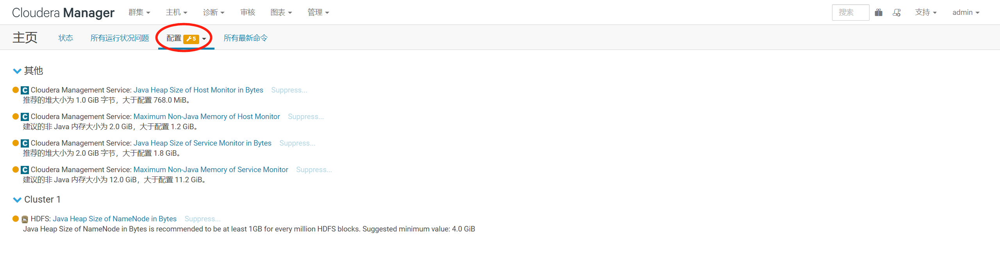 Cloudera Manager 群集 主机 诊断 审核 图表 管理 搜索 支持 admin
主页 状态 所有运行状况问题 配置 5 所有最新命令
其他
C Cloudera Management Service: Java Heap Size of Host Monitor in Bytes Suppress...
推荐的堆大小为 1.0 GiB 字节，大于配置 768.0 MiB。
C Cloudera Management Service: Maximum Non-Java Memory of Host Monitor Suppress...
建议的非 Java 内存大小为 2.0 GiB，大于配置 1.2 GiB。
C Cloudera Management Service: Java Heap Size of Service Monitor in Bytes Suppress...
推荐的堆大小为 2.0 GiB 字节，大于配置 1.8 GiB。
C Cloudera Management Service: Maximum Non-Java Memory of Service Monitor Suppress...
建议的非 Java 内存大小为 12.0 GiB，大于配置 11.2 GiB。
Cluster 1
HDFS: Java Heap Size of NameNode in Bytes Suppress...
Java Heap Size of NameNode in Bytes is recommended to be at least 1GB for every million HDFS blocks. Suggested minimum value: 4.0 GiB